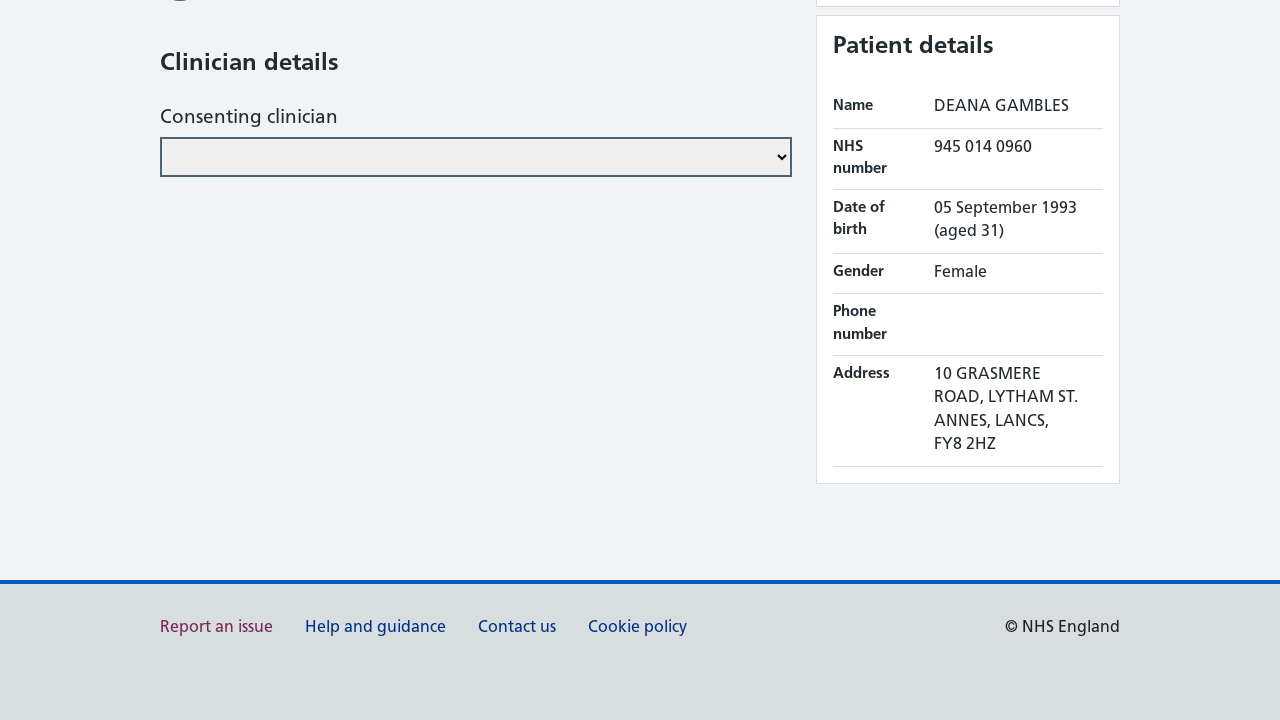 Clinician details
Consenting clinician
Patient details
Name DEANA GAMBLES
NHS number 945 014 0960
Date of birth 05 September 1993 (aged 31)
Gender Female
Phone number
Address 10 GRASMERE
ROAD, LYTHAM ST.
ANNES, LANCS,
FY8 2HZ
Report an issue Help and guidance Contact us Cookie policy © NHS England